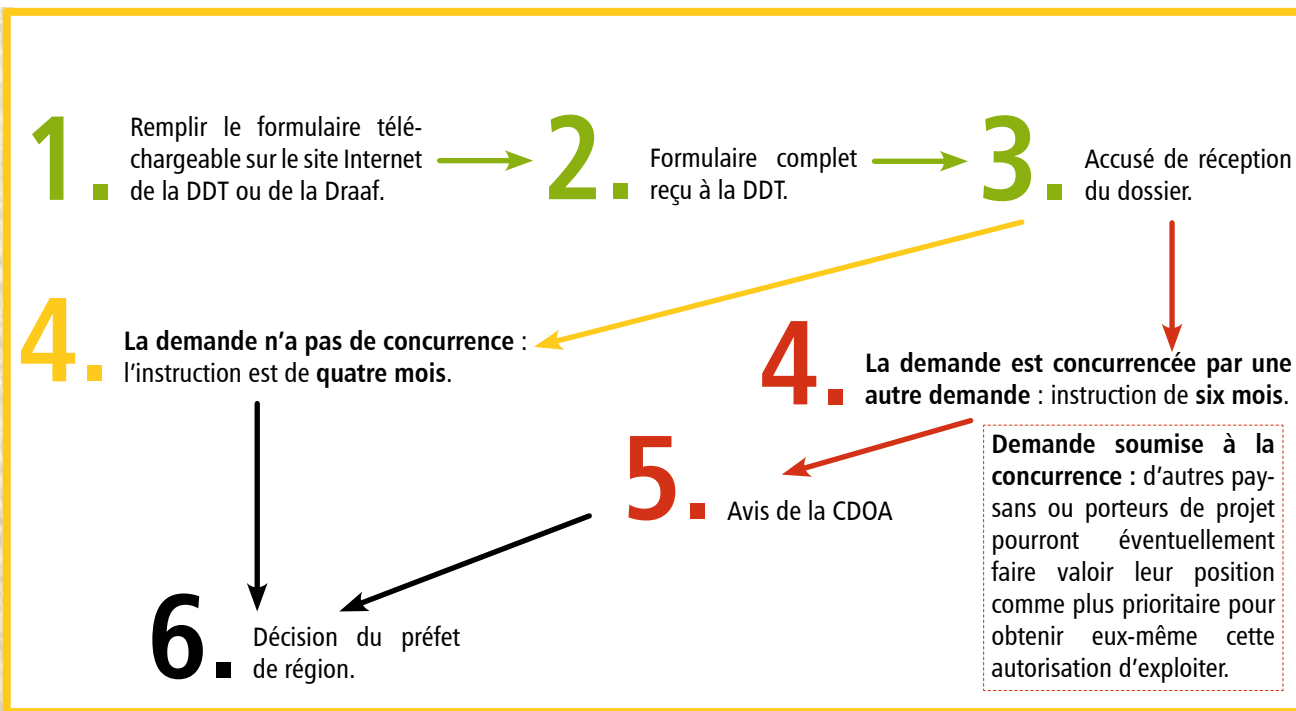 1.
Remplir le formulaire télé-
chargeable sur le site Internet
de la DDT ou de la Draaf.
2.
Formulaire complet
reçu à la DDT.
3.
Accusé de réception
du dossier.
4.
La demande n'a pas de concurrence :
l'instruction est de quatre mois.
4.
La demande est concurrencée par une
autre demande : instruction de six mois.
Demande soumise à la
concurrence : d'autres pay-
sans ou porteurs de projet
pourront éventuellement
faire valoir leur position
comme plus prioritaire pour
obtenir eux-même cette
autorisation d'exploiter.
5.
Avis de la CDOA
6.
Décision du préfet
de région.